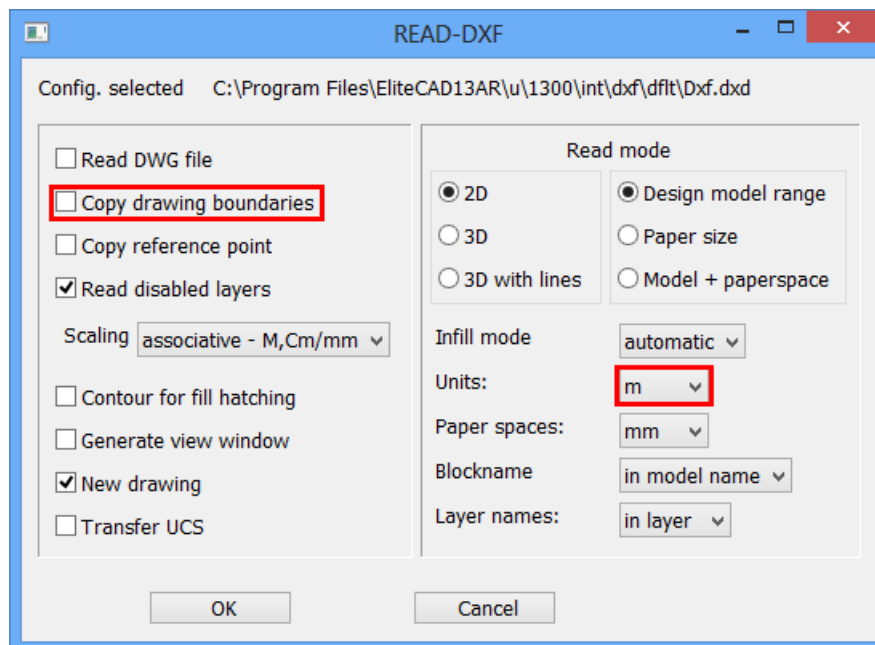 READ-DXF
Config. selected C:\Program Files\EliteCAD13AR\u\1300\int\dxf\dflt\Dxf.dxd
Read DWG file
Copy drawing boundaries
Copy reference point
Read disabled layers
Scaling associative - M,Cm/mm
Contour for fill hatching
Generate view window
New drawing
Transfer UCS
Read mode
2D
3D
3D with lines
Design model range
Paper size
Model + paperspace
Infill mode automatic
Units: m
Paper spaces: mm
Blockname in model name
Layer names: in layer
OK
Cancel